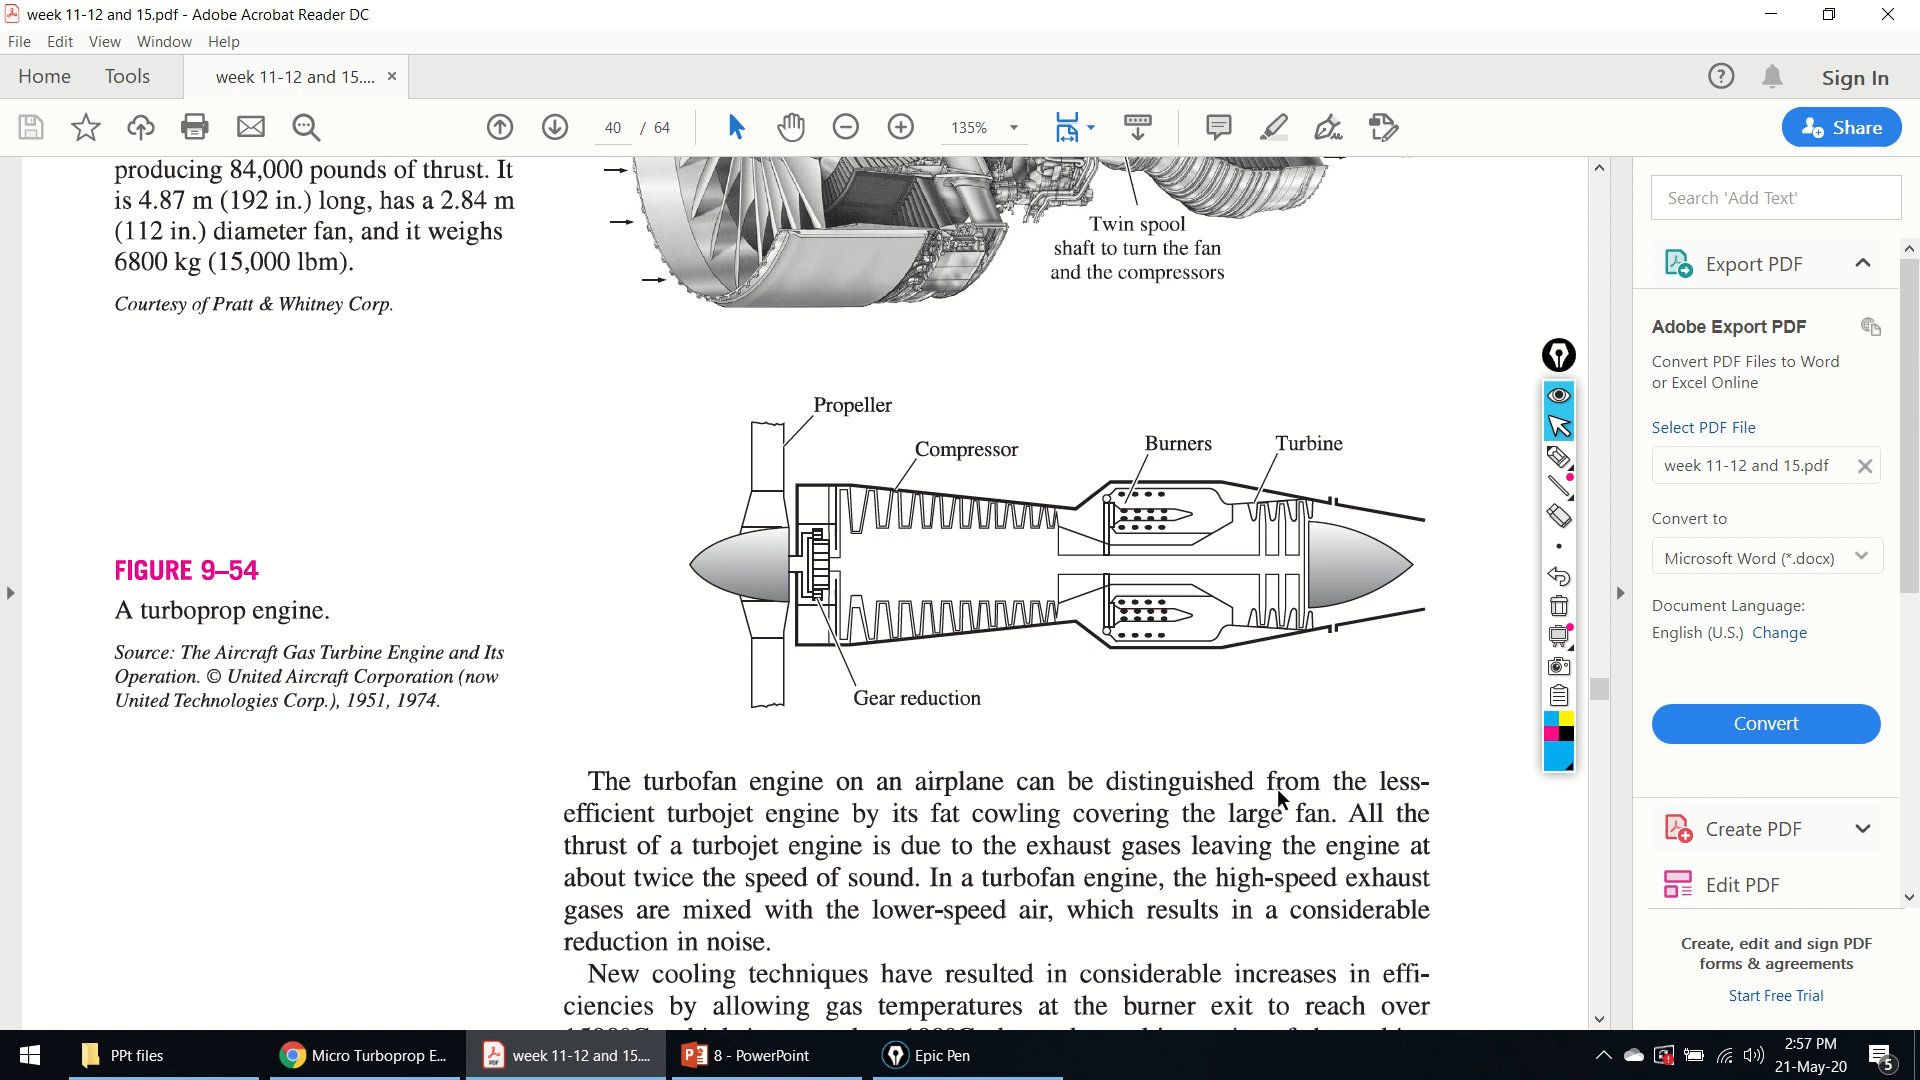 week 11-12 and 15.pdf - Adobe Acrobat Reader DC
File Edit View Window Help
Home Tools week 11-12 and 15.... × Sign In
40 / 64 135% Share
producing 84,000 pounds of thrust. It
is 4.87 m (192 in.) long, has a 2.84 m
(112 in.) diameter fan, and it weighs
6800 kg (15,000 lbm).
Courtesy of Pratt & Whitney Corp.
Twin spool
shaft to turn the fan
and the compressors
Propeller
Compressor
Burners
Turbine
Gear reduction
FIGURE 9–54
A turboprop engine.
Source: The Aircraft Gas Turbine Engine and Its
Operation. © United Aircraft Corporation (now
United Technologies Corp.), 1951, 1974.
The turbofan engine on an airplane can be distinguished from the less-
efficient turbojet engine by its fat cowling covering the large fan. All the
thrust of a turbojet engine is due to the exhaust gases leaving the engine at
about twice the speed of sound. In a turbofan engine, the high-speed exhaust
gases are mixed with the lower-speed air, which results in a considerable
reduction in noise.
New cooling techniques have resulted in considerable increases in effi-
ciencies by allowing gas temperatures at the burner exit to reach over
Search 'Add Text'
Export PDF
Adobe Export PDF
Convert PDF Files to Word
or Excel Online
Select PDF File
week 11-12 and 15.pdf
Convert to
Microsoft Word (*.docx)
Document Language:
English (U.S.) Change
Convert
Create PDF
Edit PDF
Create, edit and sign PDF
forms & agreements
Start Free Trial
PPt files
Micro Turboprop E...
week 11-12 and 15....
8 - PowerPoint
Epic Pen
2:57 PM
21-May-20
5